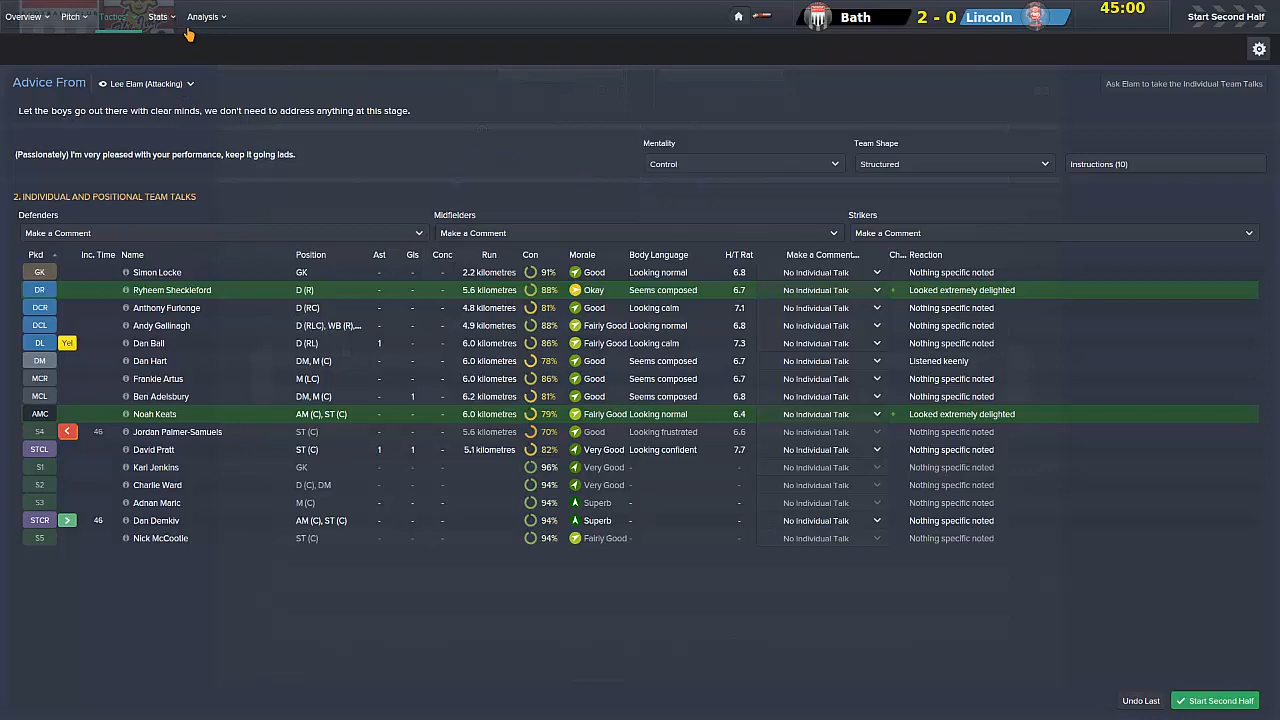 Overview Pitch Tactics Stats Analysis Bath 2 - 0 Lincoln 45:00 Start Second Half
Advice From Lee Elam (Attacking) Ask Elam to take the Individual Team Talks
Let the boys go out there with clear minds, we don't need to address anything at this stage.
Mentality Team Shape
(Passionately) I'm very pleased with your performance, keep it going lads.
Control Structured Instructions (10)
2. INDIVIDUAL AND POSITIONAL TEAM TALKS
Defenders Midfielders Strikers
Make a Comment Make a Comment Make a Comment
Pkd Inc. Time Name Position Ast Gls Conc Run Con Morale Body Language H/T Rat Make a Comment... Ch... Reaction
GK Simon Locke GK - - - 2.2 kilometres 91% Good Looking normal 6.8 No Individual Talk Nothing specific noted
DR Ryheem Sheckleford D (R) - - - 5.6 kilometres 88% Okay Seems composed 6.7 No Individual Talk Looked extremely delighted
DCR Anthony Furlonge D (RC) - - - 4.8 kilometres 81% Good Looking calm 7.1 No Individual Talk Nothing specific noted
DCL Andy Gallinagh D (RLC), WB (R),... - - - 4.9 kilometres 88% Fairly Good Looking normal 6.8 No Individual Talk Nothing specific noted
DL Yel Dan Ball D (RL) 1 - - 6.0 kilometres 86% Fairly Good Looking calm 7.3 No Individual Talk Nothing specific noted
DM Dan Hart DM, M (C) - - - 6.0 kilometres 78% Good Seems composed 6.7 No Individual Talk Listened keenly
MCR Frankie Artus M (LC) - - - 6.0 kilometres 86% Good Seems composed 6.7 No Individual Talk Nothing specific noted
MCL Ben Adelsbury DM, M (C) - 1 - 6.2 kilometres 81% Good Seems composed 6.8 No Individual Talk Nothing specific noted
AMC Noah Keats AM (C), ST (C) - - - 6.0 kilometres 79% Fairly Good Looking normal 6.4 No Individual Talk Looked extremely delighted
S4 46 Jordan Palmer-Samuels ST (C) - - - 5.6 kilometres 70% Good Looking frustrated 6.6 No Individual Talk Nothing specific noted
STCL David Pratt ST (C) 1 1 - 5.1 kilometres 82% Very Good Looking confident 7.7 No Individual Talk Nothing specific noted
S1 Karl Jenkins GK - - - 96% Very Good - - No Individual Talk Nothing specific noted
S2 Charlie Ward D (C), DM - - - 94% Very Good - - No Individual Talk Nothing specific noted
S3 Adnan Maric M (C) - - - 94% Superb - - No Individual Talk Nothing specific noted
STCR 46 Dan Demkiv AM (C), ST (C) - - - 94% Superb - - No Individual Talk Nothing specific noted
S5 Nick McCootie ST (C) - - - 94% Fairly Good - - No Individual Talk Nothing specific noted
Undo Last Start Second Half